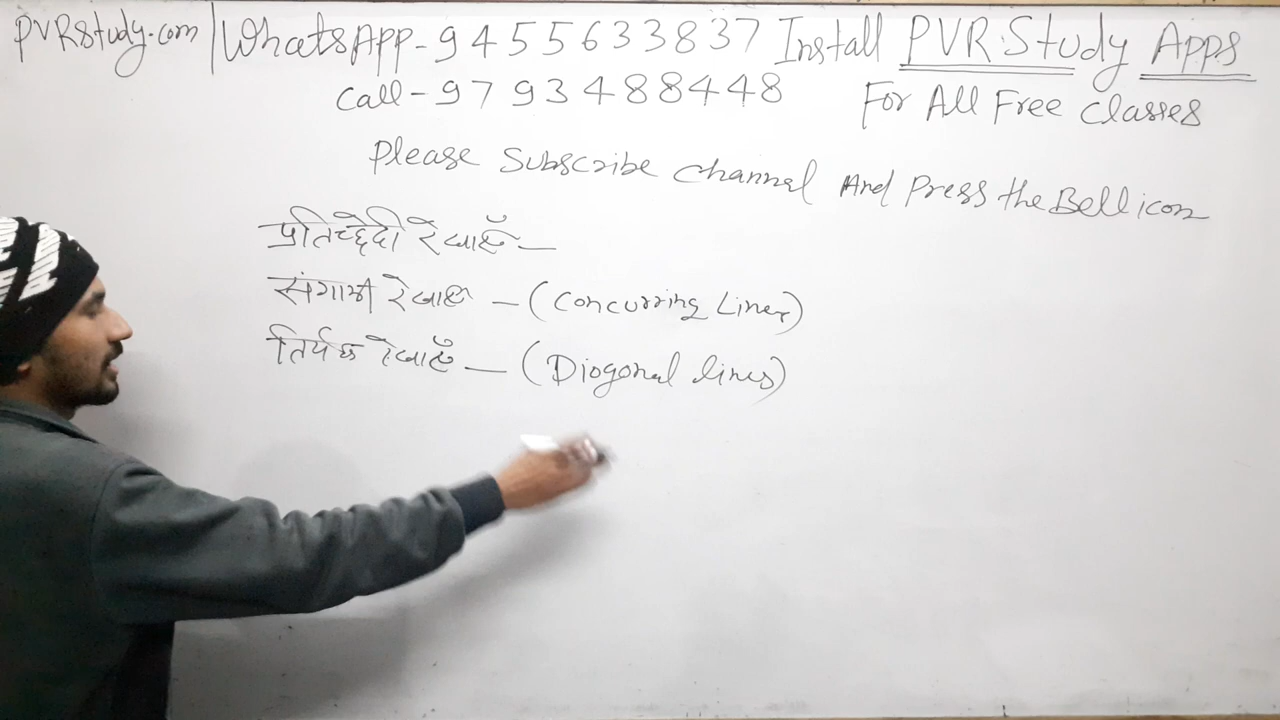 PVRStudy.com | WhatsApp-9455633837 Install PVR Study Apps
Call-9793488448 For All Free Classes
Please Subscribe Channel And Press the Bell icon
प्रतिच्छेदी रेखाएँ —
संगामी रेखाएं — (Concurring Lines)
तिर्यक रेखाएँ — (Diogonal lines)